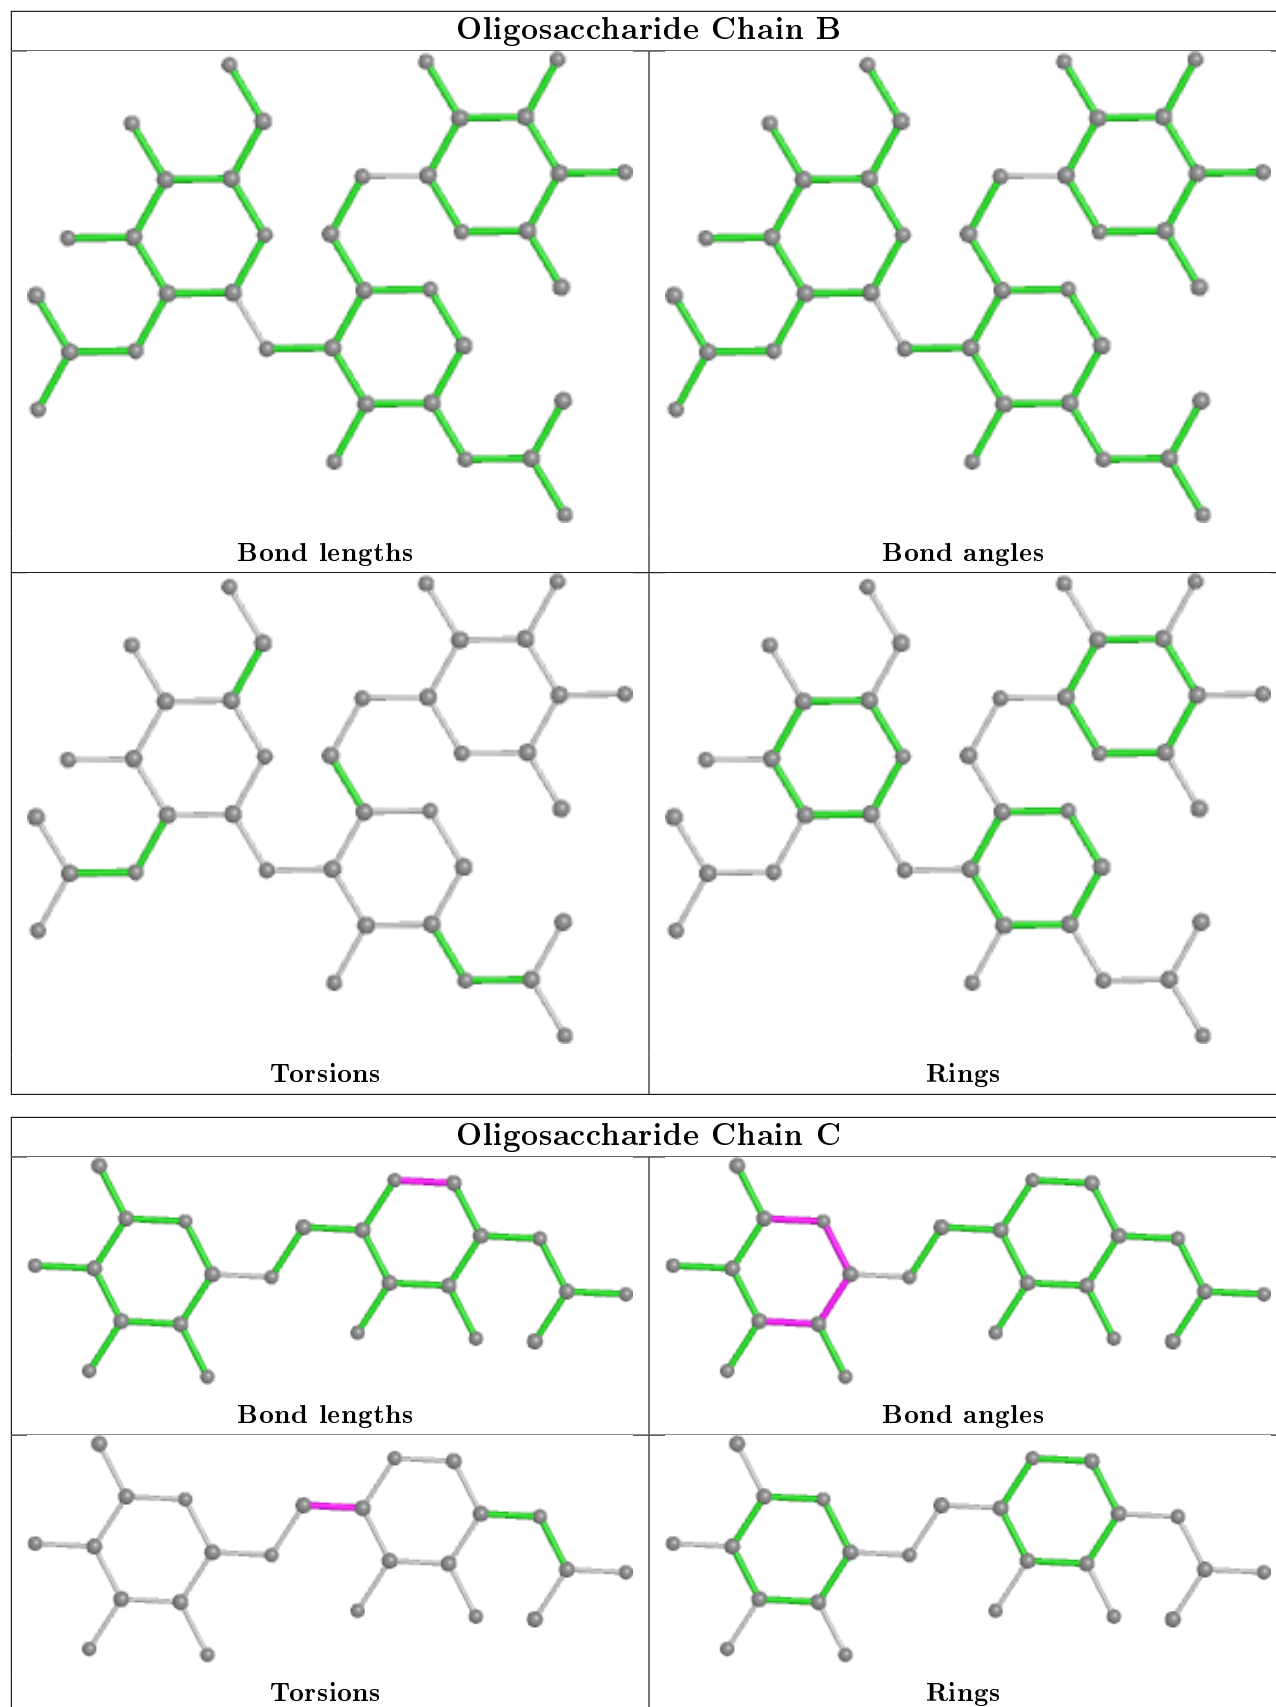 Oligosaccharide Chain B
Bond lengths
Bond angles
Torsions
Rings
Oligosaccharide Chain C
Bond lengths
Bond angles
Torsions
Rings